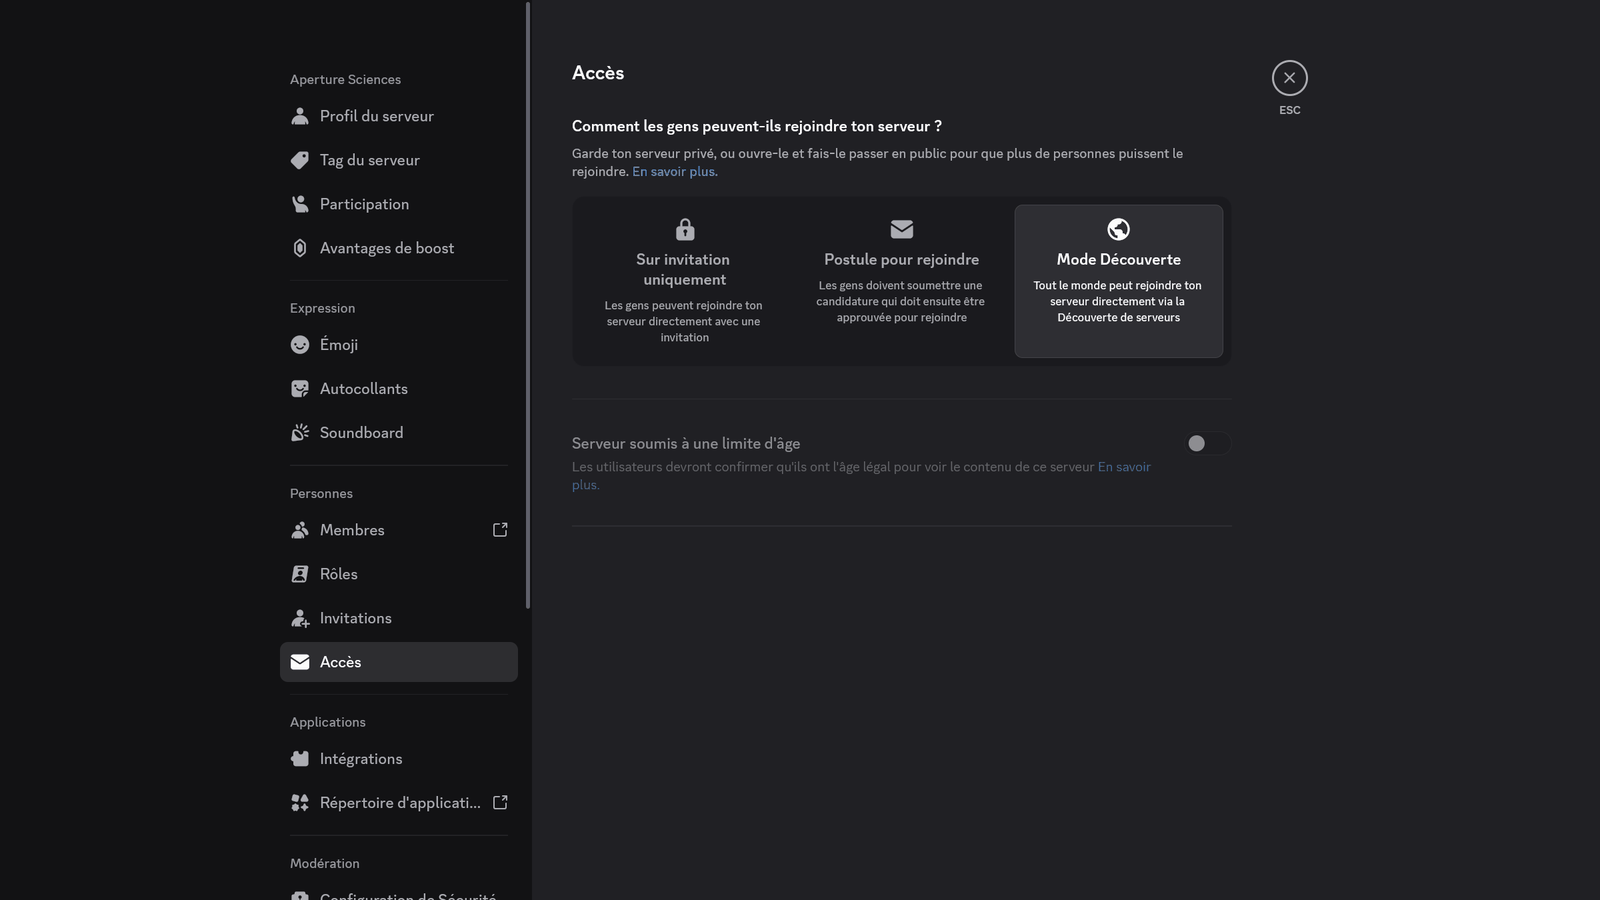 Aperture Sciences
Profil du serveur
Tag du serveur
Participation
Avantages de boost
Expression
Émoji
Autocollants
Soundboard
Personnes
Membres
Rôles
Invitations
Accès
Applications
Intégrations
Répertoire d'applicati...
Modération
Configuration de Sécurité
Accès
ESC
Comment les gens peuvent-ils rejoindre ton serveur ?
Garde ton serveur privé, ou ouvre-le et fais-le passer en public pour que plus de personnes puissent le
rejoindre. En savoir plus.
Sur invitation
uniquement
Les gens peuvent rejoindre ton
serveur directement avec une
invitation
Postule pour rejoindre
Les gens doivent soumettre une
candidature qui doit ensuite être
approuvée pour rejoindre
Mode Découverte
Tout le monde peut rejoindre ton
serveur directement via la
Découverte de serveurs
Serveur soumis à une limite d'âge
Les utilisateurs devront confirmer qu'ils ont l'âge légal pour voir le contenu de ce serveur En savoir
plus.